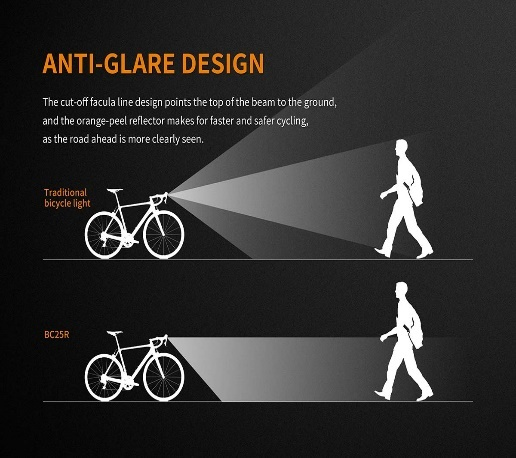 ANTI-GLARE DESIGN
The cut-off facula line design points the top of the beam to the ground,
and the orange-peel reflector makes for faster and safer cycling,
as the road ahead is more clearly seen.
Traditional
bicycle light
BC25R